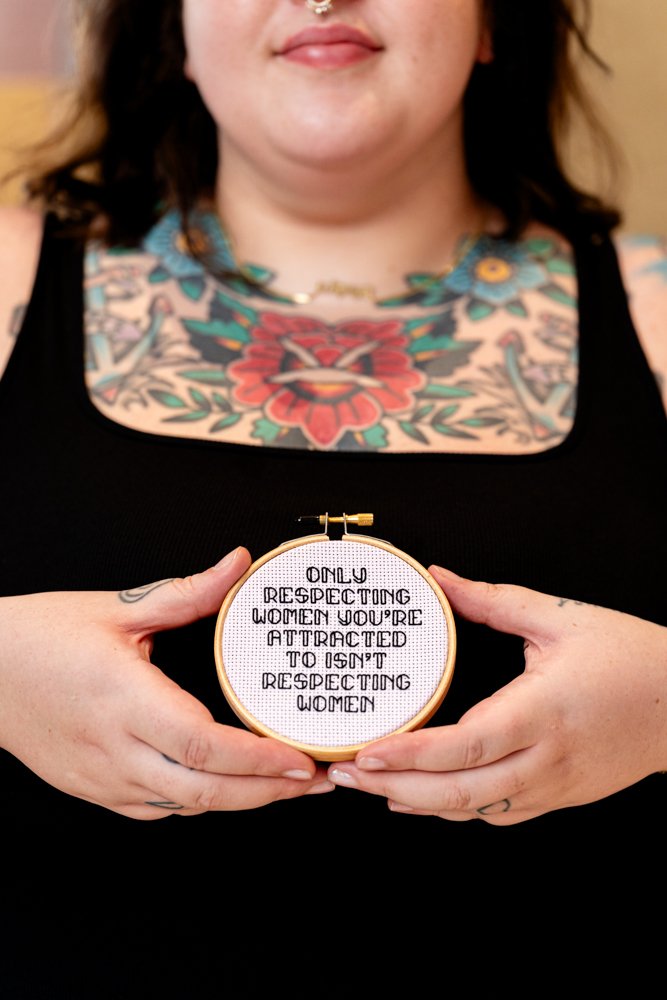 ONLY
RESPECTING
WOMEN YOU'RE
ATTRACTED
TO ISN'T
RESPECTING
WOMEN